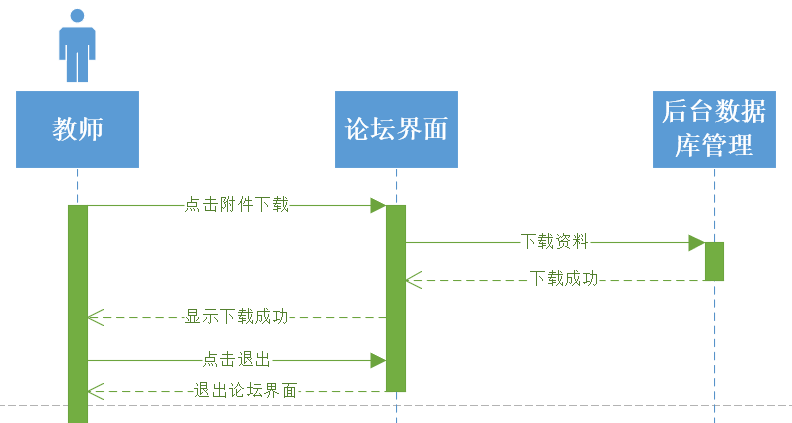 教师
论坛界面
后台数据
库管理
点击附件下载
下载资料
下载成功
显示下载成功
点击退出
退出论坛界面